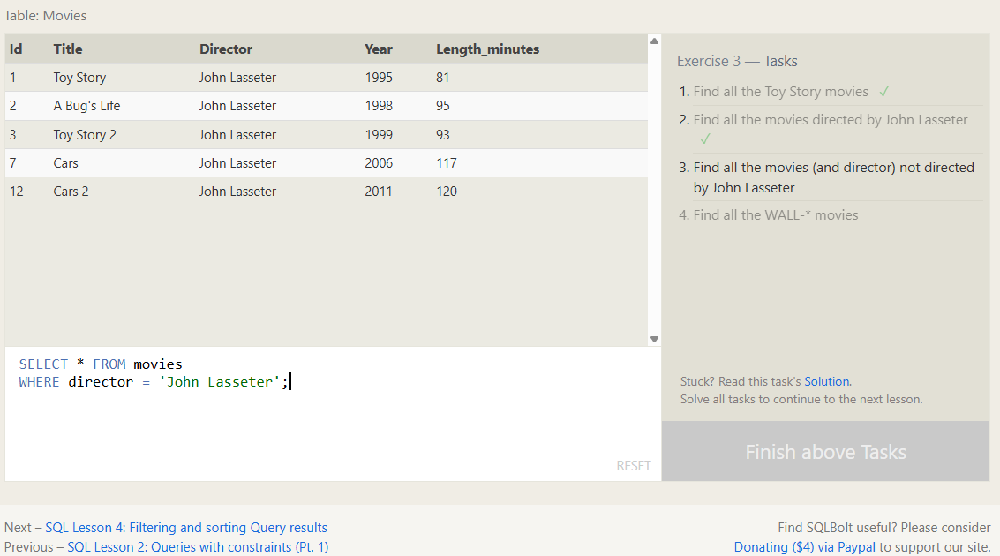 Table: Movies
Id Title Director Year Length_minutes
1 Toy Story John Lasseter 1995 81
2 A Bug's Life John Lasseter 1998 95
3 Toy Story 2 John Lasseter 1999 93
7 Cars John Lasseter 2006 117
12 Cars 2 John Lasseter 2011 120
SELECT * FROM movies
WHERE director = 'John Lasseter';
RESET
Exercise 3 — Tasks
1. Find all the Toy Story movies ✓
2. Find all the movies directed by John Lasseter
✓
3. Find all the movies (and director) not directed
by John Lasseter
4. Find all the WALL-* movies
Stuck? Read this task's Solution.
Solve all tasks to continue to the next lesson.
Finish above Tasks
Next – SQL Lesson 4: Filtering and sorting Query results
Previous – SQL Lesson 2: Queries with constraints (Pt. 1)
Find SQLBolt useful? Please consider
Donating ($4) via Paypal to support our site.